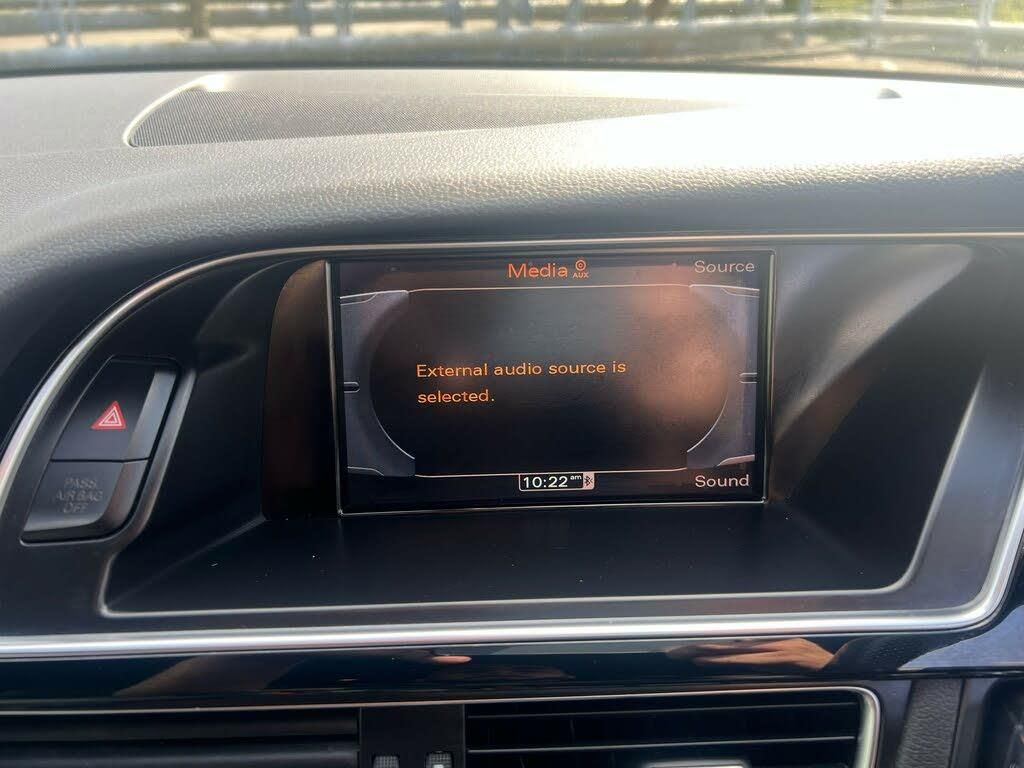 Media AUX
Source
External audio source is
selected.
10:22 am
Sound
PASS
AIR BAG
OFF